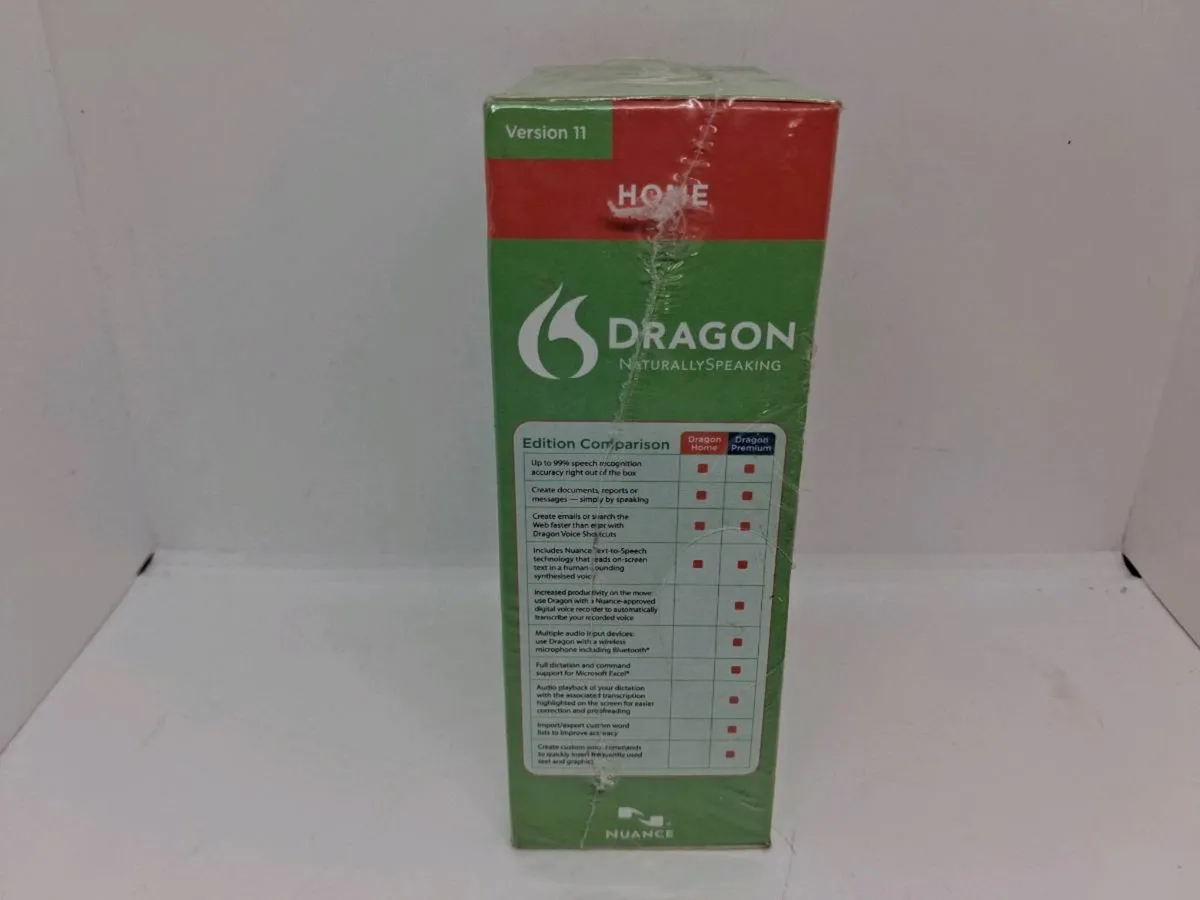 Version 11
HOME
DRAGON
NATURALLYSPEAKING
Edition Comparison
Dragon
Home
Dragon
Premium
Up to 99% speech recognition
accuracy right out of the box
Create documents, reports or
messages — simply by speaking
Create emails or search the
Web faster than ever with
Dragon Voice Shortcuts
Includes Nuance Text-to-Speech
technology that reads on-screen
text in a human-sounding
synthesised voice
Increased productivity on the move:
use Dragon with a Nuance-approved
digital voice recorder to automatically
transcribe your recorded voice
Multiple audio input devices:
use Dragon with a wireless
microphone including Bluetooth®
Full dictation and command
support for Microsoft Excel®
Audio playback of your dictation
with the associated transcription
highlighted on the screen for easier
correction and proofreading
Import/export custom word
lists to improve accuracy
Create custom voice commands
to quickly insert frequently used
text and graphics
NUANCE